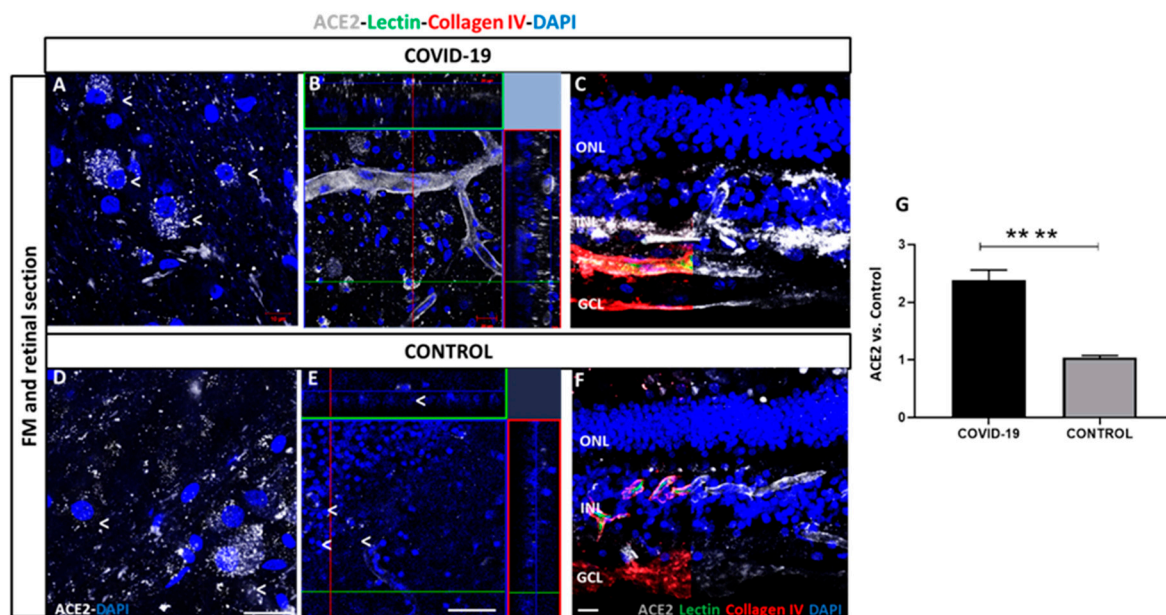 ACE2-Lectin-Collagen IV-DAPI
COVID-19
FM and retinal section
A
B
C
ONL
INL
GCL
CONTROL
D
E
F
ONL
INL
GCL
ACE2-DAPI
ACE2 Lectin Collagen IV DAPI
G
** **
ACE2 vs. Control
3
2
1
0
COVID-19
CONTROL